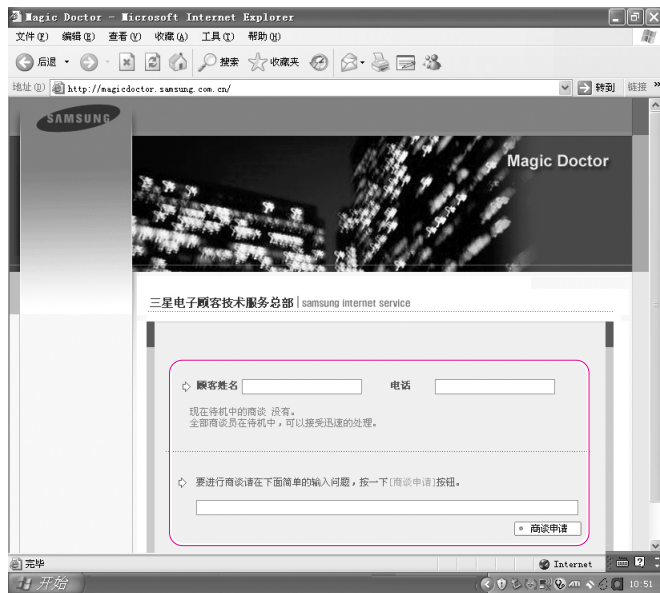 Magic Doctor - Microsoft Internet Explorer
文件(F) 编辑(E) 查看(V) 收藏(A) 工具(T) 帮助(H)
后退 搜索 收藏夹
地址(D) http://magicdoctor.samsung.com.cn/ 转到 链接 »
SAMSUNG
Magic Doctor
三星电子顾客技术服务总部 | samsung internet service
顾客姓名 电话
现在待机中的商谈 没有。
全部商谈员在待机中，可以接受迅速的处理。
要进行商谈请在下面简单的输入问题，按一下[商谈申请]按钮。
商谈申请
完毕 Internet
开始 10:51